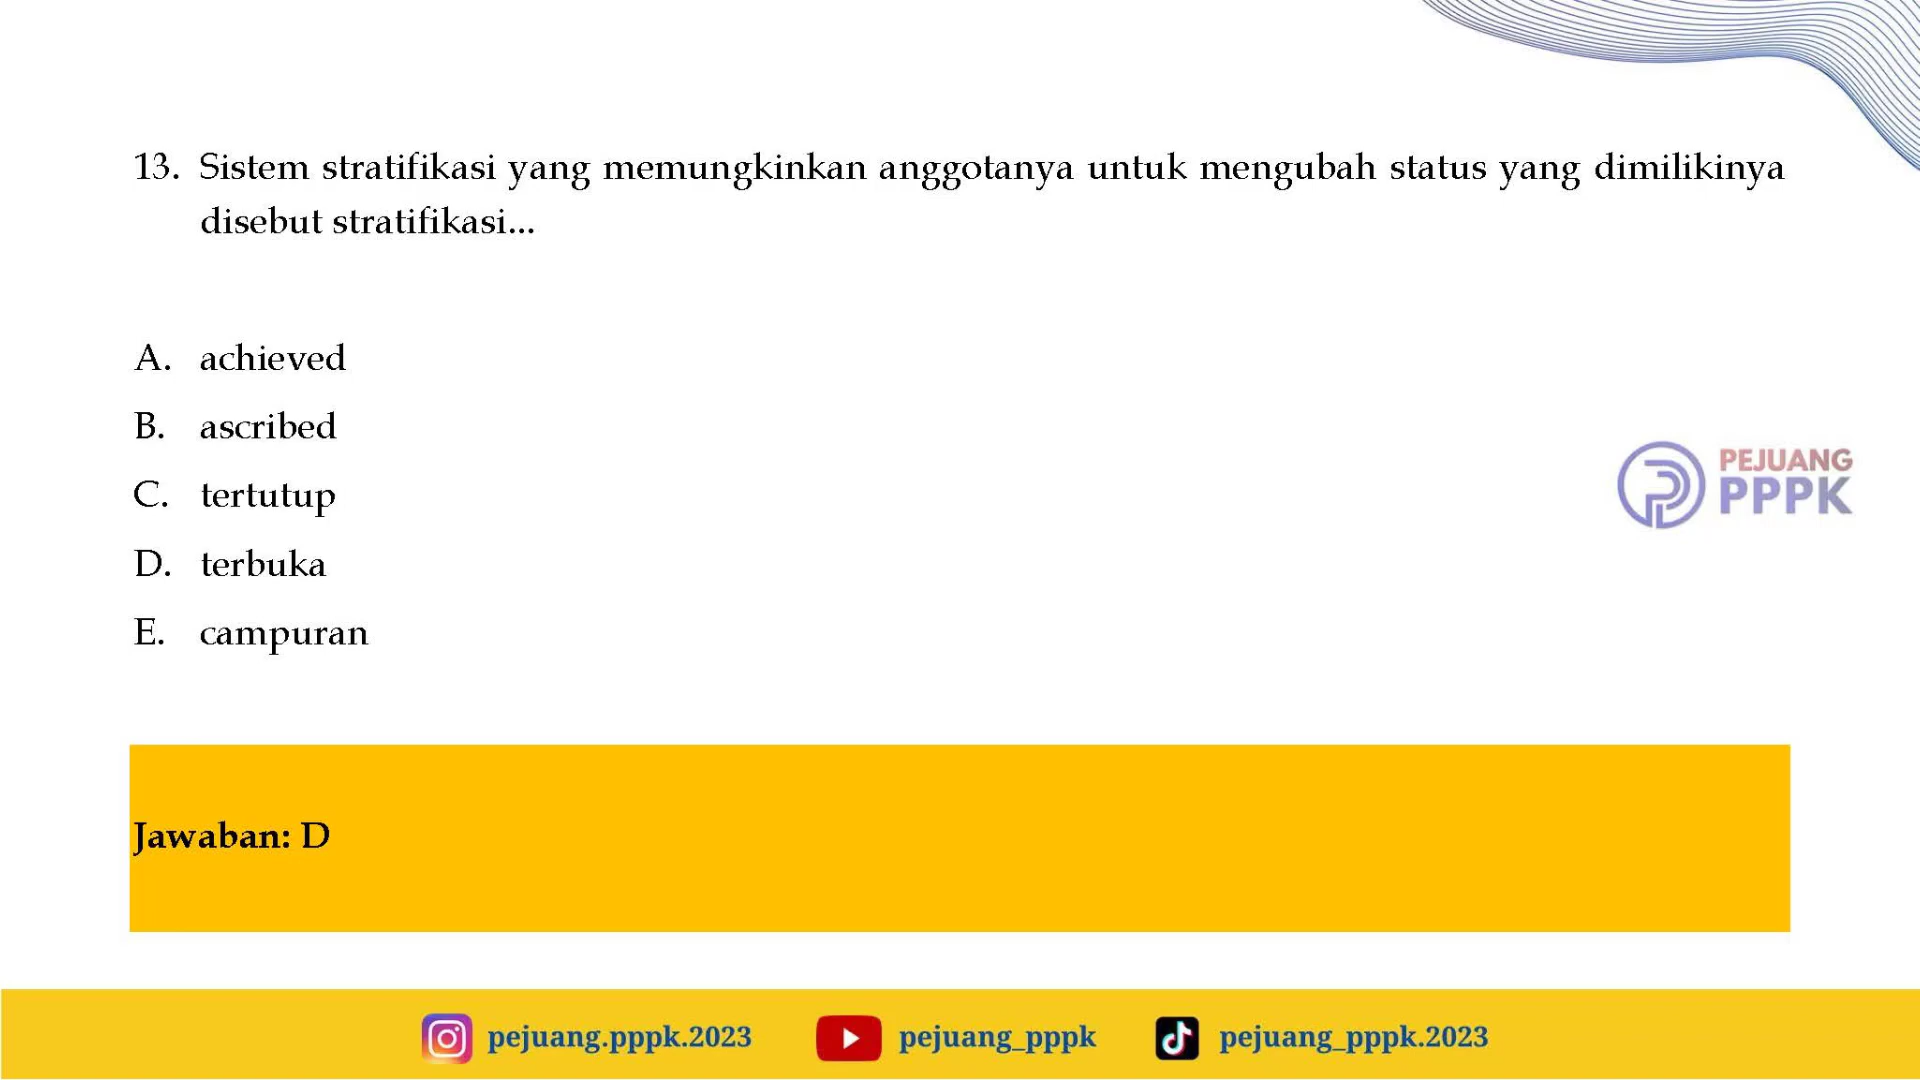 13. Sistem stratifikasi yang memungkinkan anggotanya untuk mengubah status yang dimilikinya
disebut stratifikasi...
A. achieved
B. ascribed
C. tertutup
D. terbuka
E. campuran
PEJUANG
PPPK
Jawaban: D
pejuang.pppk.2023 pejuang_pppk pejuang_pppk.2023